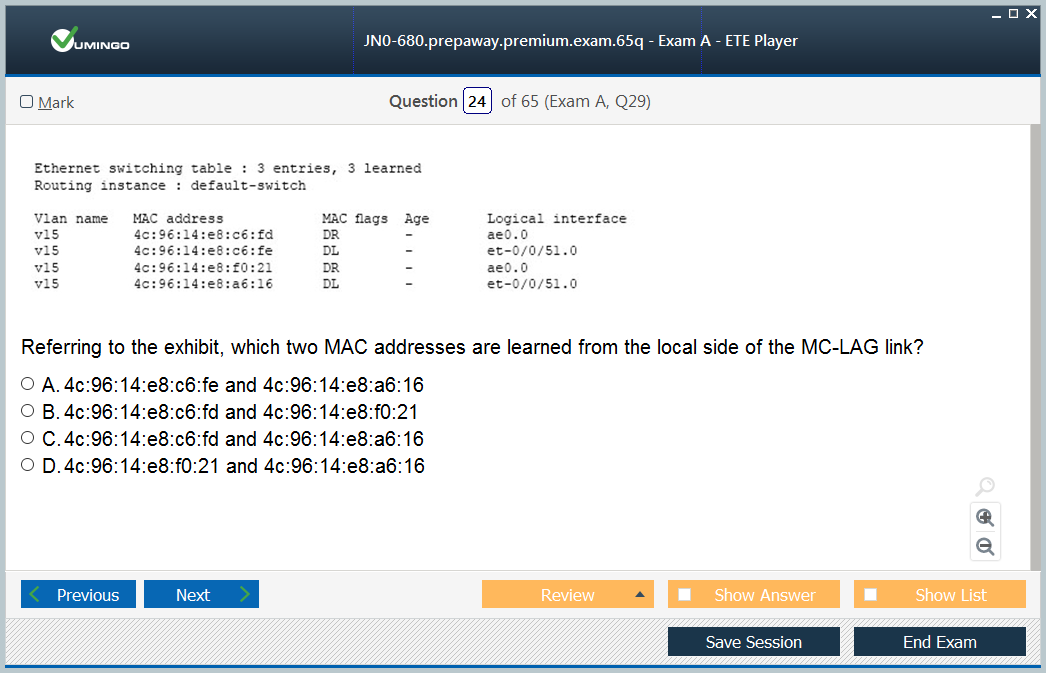 VUMINGO
JN0-680.prepaway.premium.exam.65q - Exam A - ETE Player
Mark
Question 24 of 65 (Exam A, Q29)
Ethernet switching table : 3 entries, 3 learned
Routing instance : default-switch
Vlan name MAC address MAC flags Age Logical interface
v15 4c:96:14:e8:c6:fd DR - ae0.0
v15 4c:96:14:e8:c6:fe DL - et-0/0/51.0
v15 4c:96:14:e8:f0:21 DR - ae0.0
v15 4c:96:14:e8:a6:16 DL - et-0/0/51.0
Referring to the exhibit, which two MAC addresses are learned from the local side of the MC-LAG link?
A. 4c:96:14:e8:c6:fe and 4c:96:14:e8:a6:16
B. 4c:96:14:e8:c6:fd and 4c:96:14:e8:f0:21
C. 4c:96:14:e8:c6:fd and 4c:96:14:e8:a6:16
D. 4c:96:14:e8:f0:21 and 4c:96:14:e8:a6:16
Previous Next Review Show Answer Show List
Save Session End Exam